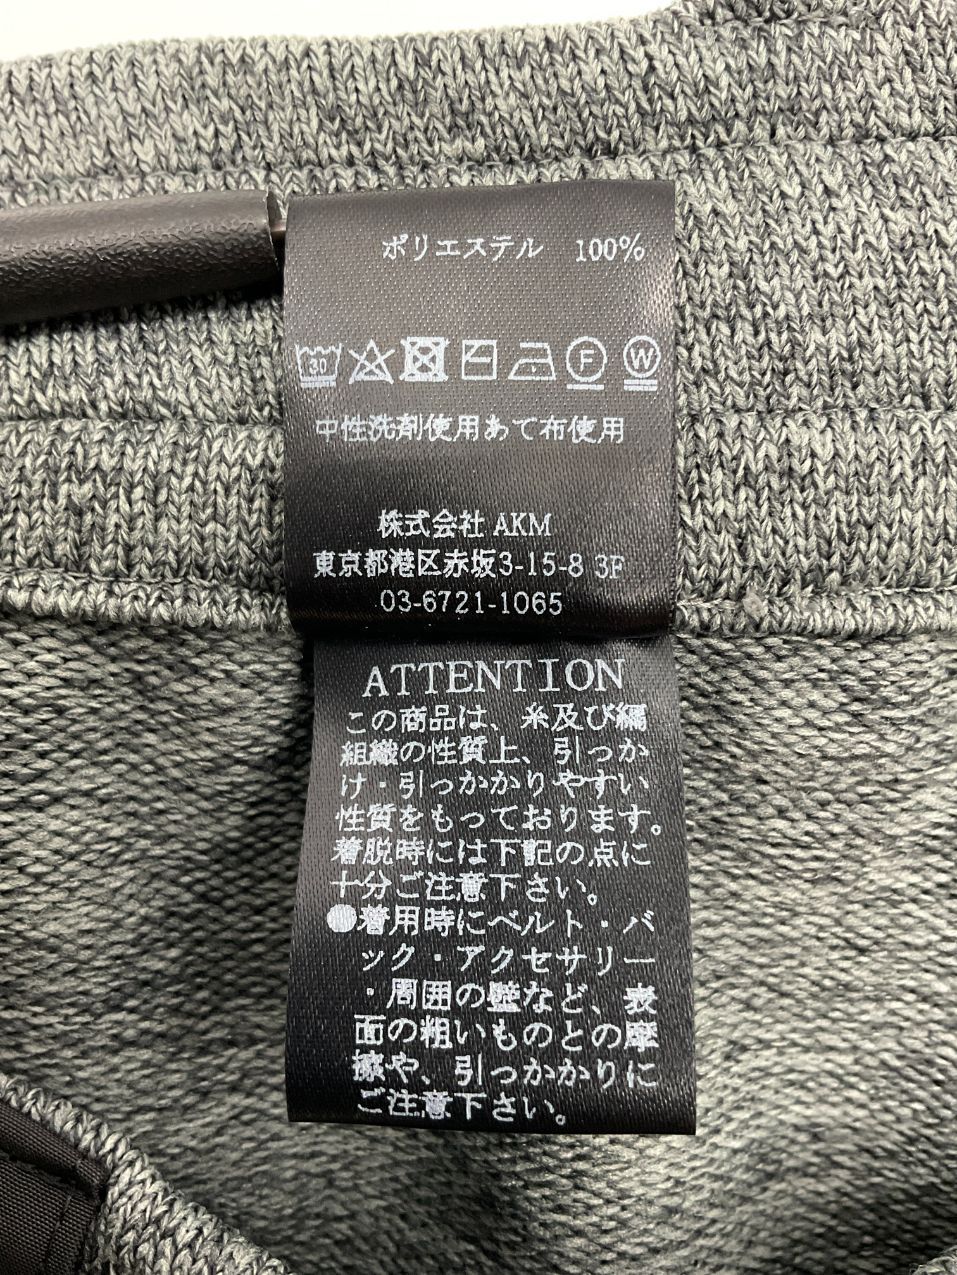 ポリエステル 100%
30
F
W
中性洗剤使用あて布使用
株式会社 AKM
東京都港区赤坂3-15-8 3F
03-6721-1065
ATTENTION
この商品は、糸及び編
組織の性質上、引っか
け・引っかかりやすい
性質をもっております。
着脱時には下記の点に
十分ご注意下さい。
●着用時にベルト・バ
ック・アクセサリー
・周囲の壁など、表
面の粗いものとの摩
擦や、引っかかりに
ご注意下さい。